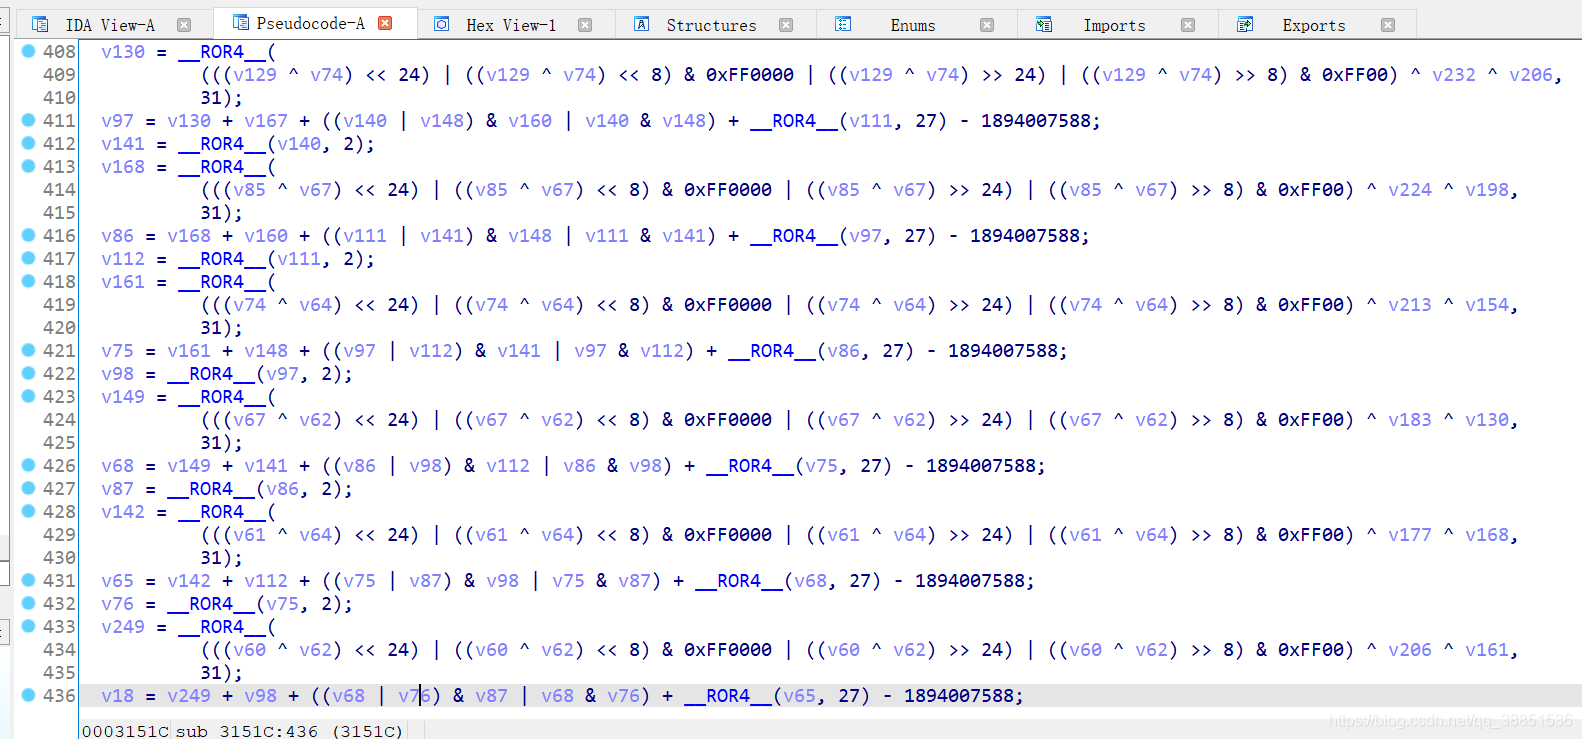 IDA View-A Pseudocode-A Hex View-1 Structures Enums Imports Exports
408 v130 = __ROR4__(
409 (((v129 ^ v74) << 24) | ((v129 ^ v74) << 8) & 0xFF0000 | ((v129 ^ v74) >> 24) | ((v129 ^ v74) >> 8) & 0xFF00) ^ v232 ^ v206,
410 31);
411 v97 = v130 + v167 + ((v140 | v148) & v160 | v140 & v148) + __ROR4__(v111, 27) - 1894007588;
412 v141 = __ROR4__(v140, 2);
413 v168 = __ROR4__(
414 (((v85 ^ v67) << 24) | ((v85 ^ v67) << 8) & 0xFF0000 | ((v85 ^ v67) >> 24) | ((v85 ^ v67) >> 8) & 0xFF00) ^ v224 ^ v198,
415 31);
416 v86 = v168 + v160 + ((v111 | v141) & v148 | v111 & v141) + __ROR4__(v97, 27) - 1894007588;
417 v112 = __ROR4__(v111, 2);
418 v161 = __ROR4__(
419 (((v74 ^ v64) << 24) | ((v74 ^ v64) << 8) & 0xFF0000 | ((v74 ^ v64) >> 24) | ((v74 ^ v64) >> 8) & 0xFF00) ^ v213 ^ v154,
420 31);
421 v75 = v161 + v148 + ((v97 | v112) & v141 | v97 & v112) + __ROR4__(v86, 27) - 1894007588;
422 v98 = __ROR4__(v97, 2);
423 v149 = __ROR4__(
424 (((v67 ^ v62) << 24) | ((v67 ^ v62) << 8) & 0xFF0000 | ((v67 ^ v62) >> 24) | ((v67 ^ v62) >> 8) & 0xFF00) ^ v183 ^ v130,
425 31);
426 v68 = v149 + v141 + ((v86 | v98) & v112 | v86 & v98) + __ROR4__(v75, 27) - 1894007588;
427 v87 = __ROR4__(v86, 2);
428 v142 = __ROR4__(
429 (((v61 ^ v64) << 24) | ((v61 ^ v64) << 8) & 0xFF0000 | ((v61 ^ v64) >> 24) | ((v61 ^ v64) >> 8) & 0xFF00) ^ v177 ^ v168,
430 31);
431 v65 = v142 + v112 + ((v75 | v87) & v98 | v75 & v87) + __ROR4__(v68, 27) - 1894007588;
432 v76 = __ROR4__(v75, 2);
433 v249 = __ROR4__(
434 (((v60 ^ v62) << 24) | ((v60 ^ v62) << 8) & 0xFF0000 | ((v60 ^ v62) >> 24) | ((v60 ^ v62) >> 8) & 0xFF00) ^ v206 ^ v161,
435 31);
436 v18 = v249 + v98 + ((v68 | v76) & v87 | v68 & v76) + __ROR4__(v65, 27) - 1894007588;
0003151C sub_3151C:436 (3151C)
https://blog.csdn.net/qq_38851536